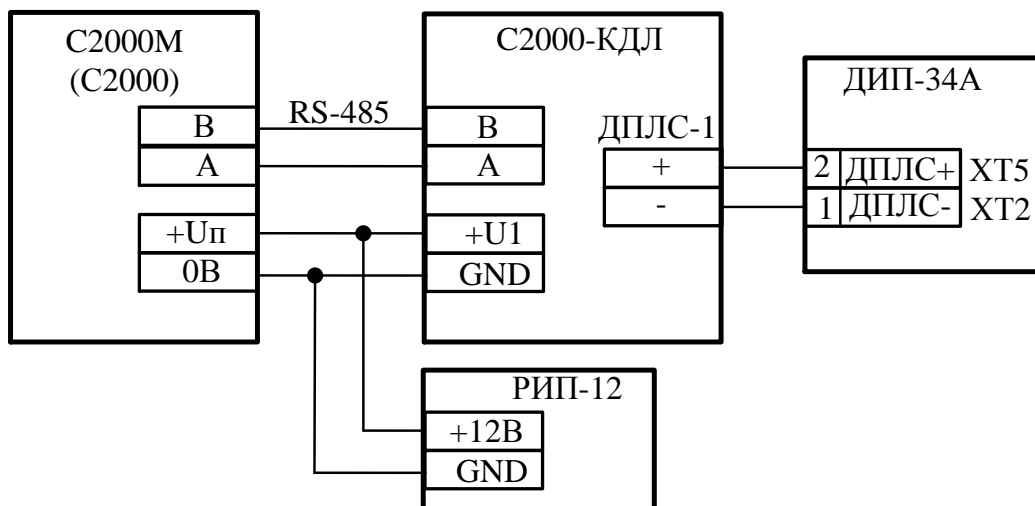 С2000М
(С2000)
B
A
+Uп
0В
RS-485
С2000-КДЛ
B
A
+U1
GND
ДПЛС-1
+
-
ДИП-34А
2 ДПЛС+ XT5
1 ДПЛС- XT2
РИП-12
+12В
GND